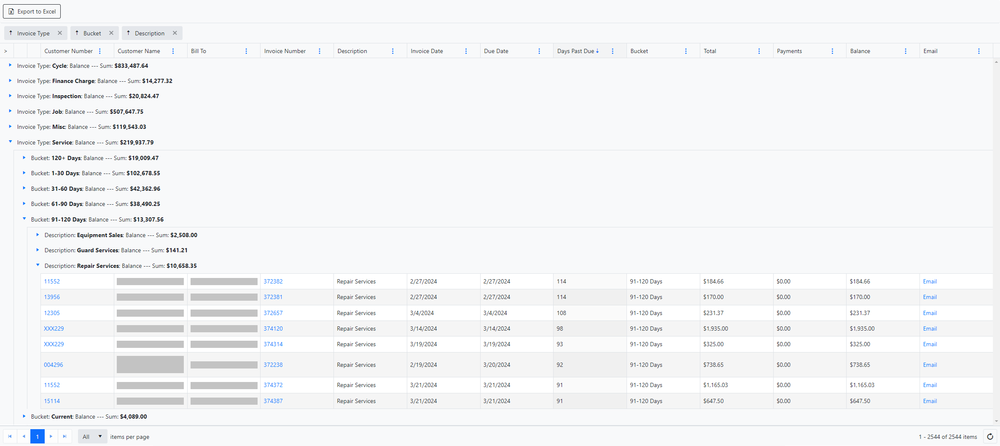 Export to Excel
↑ Invoice Type × ↑ Bucket × ↑ Description ×
> Customer Number Customer Name Bill To Invoice Number Description Invoice Date Due Date Days Past Due ↓ Bucket Total Payments Balance Email
Invoice Type: Cycle; Balance --- Sum: $833,487.64
Invoice Type: Finance Charge; Balance --- Sum: $14,277.32
Invoice Type: Inspection; Balance --- Sum: $20,824.47
Invoice Type: Job; Balance --- Sum: $507,647.75
Invoice Type: Misc; Balance --- Sum: $119,543.03
Invoice Type: Service; Balance --- Sum: $219,937.79
Bucket: 120+ Days; Balance --- Sum: $19,009.47
Bucket: 1-30 Days; Balance --- Sum: $102,678.55
Bucket: 31-60 Days; Balance --- Sum: $42,362.96
Bucket: 61-90 Days; Balance --- Sum: $38,490.25
Bucket: 91-120 Days; Balance --- Sum: $13,307.56
Description: Equipment Sales; Balance --- Sum: $2,508.00
Description: Guard Services; Balance --- Sum: $141.21
Description: Repair Services; Balance --- Sum: $10,658.35
11552 372382 Repair Services 2/27/2024 2/27/2024 114 91-120 Days $184.66 $0.00 $184.66 Email
13956 372381 Repair Services 2/27/2024 2/27/2024 114 91-120 Days $170.00 $0.00 $170.00 Email
12305 372657 Repair Services 3/4/2024 3/4/2024 108 91-120 Days $231.37 $0.00 $231.37 Email
XXX229 374120 Repair Services 3/14/2024 3/14/2024 98 91-120 Days $1,935.00 $0.00 $1,935.00 Email
XXX229 374314 Repair Services 3/19/2024 3/19/2024 93 91-120 Days $325.00 $0.00 $325.00 Email
004296 372238 Repair Services 2/19/2024 3/20/2024 92 91-120 Days $738.65 $0.00 $738.65 Email
11552 374372 Repair Services 3/21/2024 3/21/2024 91 91-120 Days $1,165.03 $0.00 $1,165.03 Email
15114 374387 Repair Services 3/21/2024 3/21/2024 91 91-120 Days $647.50 $0.00 $647.50 Email
Bucket: Current; Balance --- Sum: $4,089.00
1 All items per page 1 - 2544 of 2544 items